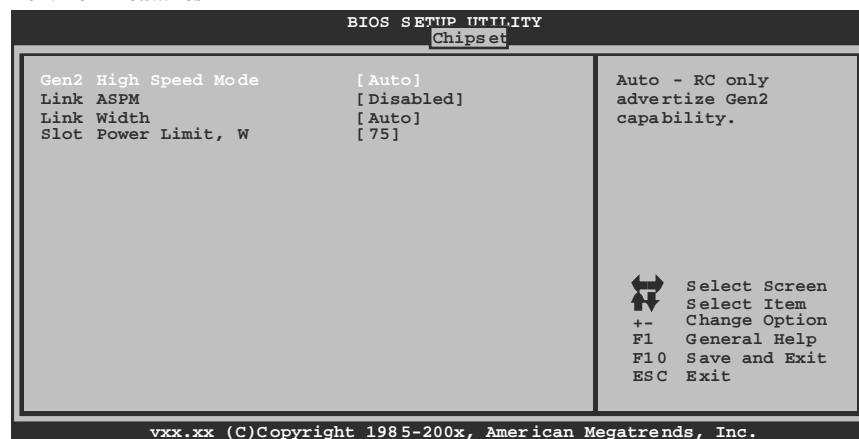 BIOS SETUP UTILITY
Chipset
Gen2 High Speed Mode [Auto]
Link ASPM [Disabled]
Link Width [Auto]
Slot Power Limit, W [75]
Auto - RC only
advertize Gen2
capability.
Select Screen
Select Item
+- Change Option
F1 General Help
F10 Save and Exit
ESC Exit
vxx.xx (C)Copyright 1985-200x, American Megatrends, Inc.